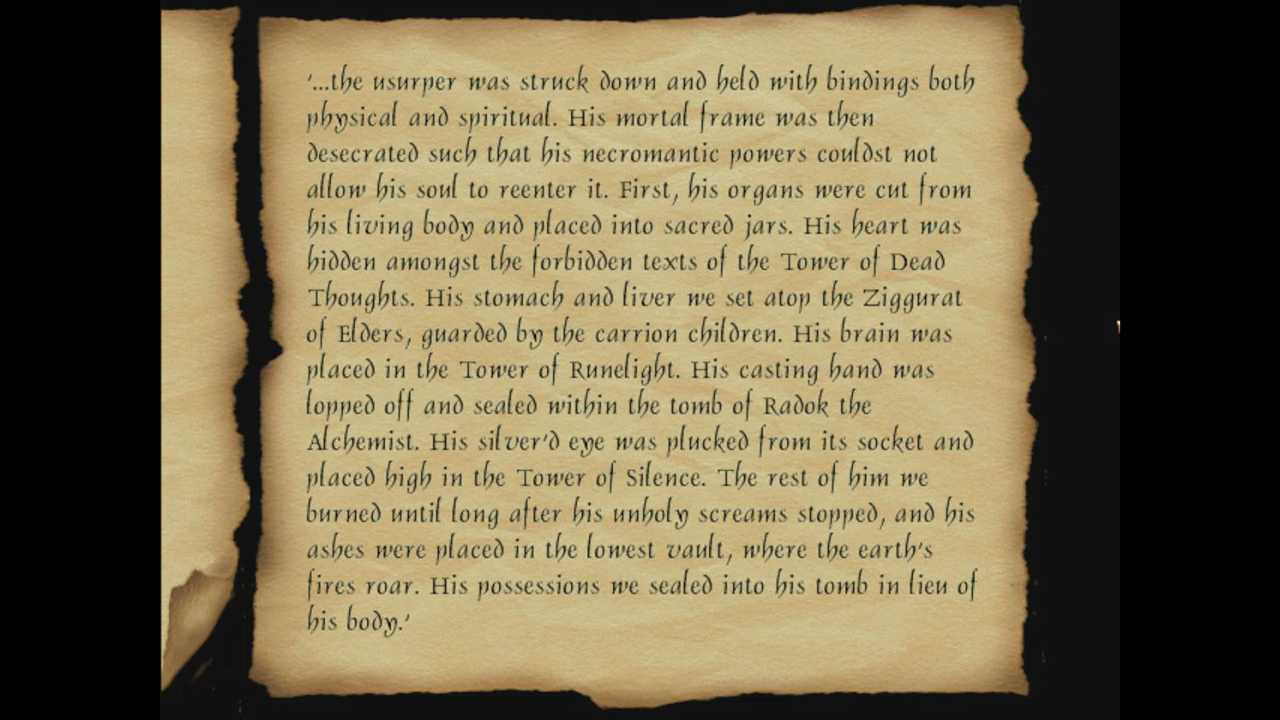 '...the usurper was struck down and held with bindings both
physical and spiritual. His mortal frame was then
desecrated such that his necromantic powers couldst not
allow his soul to reenter it. First, his organs were cut from
his living body and placed into sacred jars. His heart was
hidden amongst the forbidden texts of the Tower of Dead
Thoughts. His stomach and liver we set atop the Ziggurat
of Elders, guarded by the carrion children. His brain was
placed in the Tower of Runelight. His casting hand was
lopped off and sealed within the tomb of Radok the
Alchemist. His silver'd eye was plucked from its socket and
placed high in the Tower of Silence. The rest of him we
burned until long after his unholy screams stopped, and his
ashes were placed in the lowest vault, where the earth's
fires roar. His possessions we sealed into his tomb in lieu of
his body.'